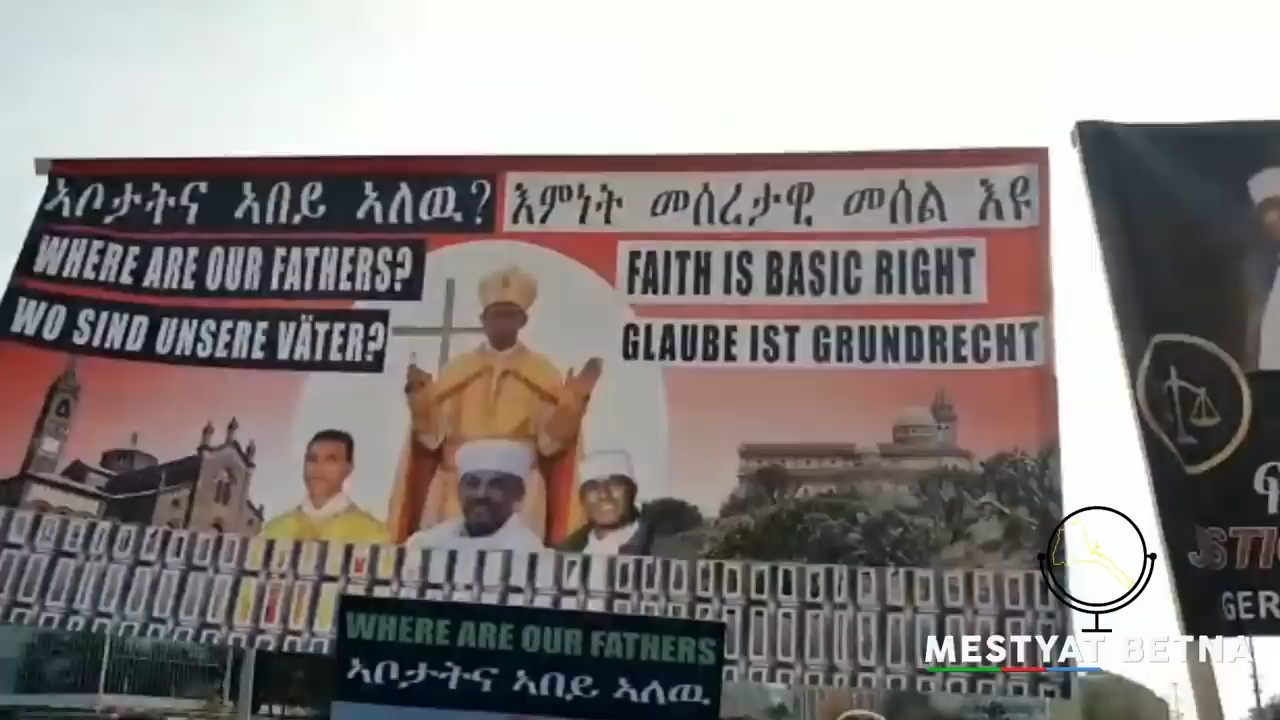 ኣቦታትና ኣበይ ኣለዉ?
WHERE ARE OUR FATHERS?
WO SIND UNSERE VÄTER?
እምነት መሰረታዊ መሰል እዩ
FAITH IS BASIC RIGHT
GLAUBE IST GRUNDRECHT
WHERE ARE OUR FATHERS
ኣቦታትና ኣበይ ኣለዉ
MESTYAT BETNA